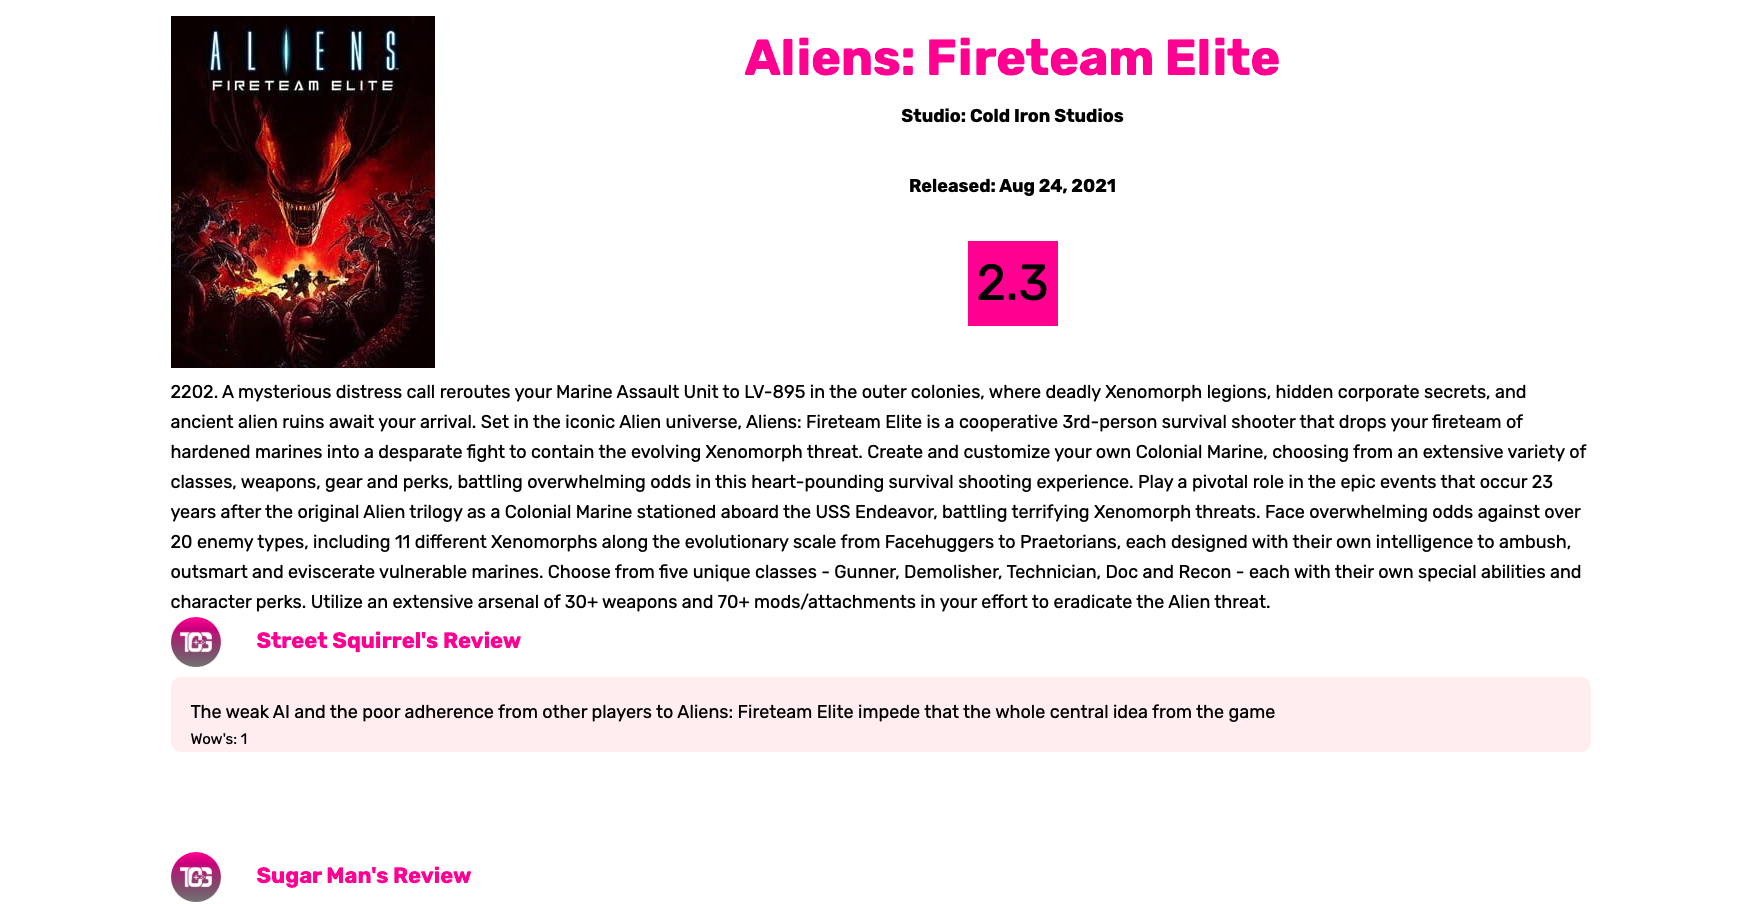 ALIENS
FIRETEAM ELITE
Aliens: Fireteam Elite
Studio: Cold Iron Studios
Released: Aug 24, 2021
2.3
2202. A mysterious distress call reroutes your Marine Assault Unit to LV-895 in the outer colonies, where deadly Xenomorph legions, hidden corporate secrets, and
ancient alien ruins await your arrival. Set in the iconic Alien universe, Aliens: Fireteam Elite is a cooperative 3rd-person survival shooter that drops your fireteam of
hardened marines into a desparate fight to contain the evolving Xenomorph threat. Create and customize your own Colonial Marine, choosing from an extensive variety of
classes, weapons, gear and perks, battling overwhelming odds in this heart-pounding survival shooting experience. Play a pivotal role in the epic events that occur 23
years after the original Alien trilogy as a Colonial Marine stationed aboard the USS Endeavor, battling terrifying Xenomorph threats. Face overwhelming odds against over
20 enemy types, including 11 different Xenomorphs along the evolutionary scale from Facehuggers to Praetorians, each designed with their own intelligence to ambush,
outsmart and eviscerate vulnerable marines. Choose from five unique classes - Gunner, Demolisher, Technician, Doc and Recon - each with their own special abilities and
character perks. Utilize an extensive arsenal of 30+ weapons and 70+ mods/attachments in your effort to eradicate the Alien threat.
TCG
Street Squirrel's Review
The weak AI and the poor adherence from other players to Aliens: Fireteam Elite impede that the whole central idea from the game
Wow's: 1
TCG
Sugar Man's Review